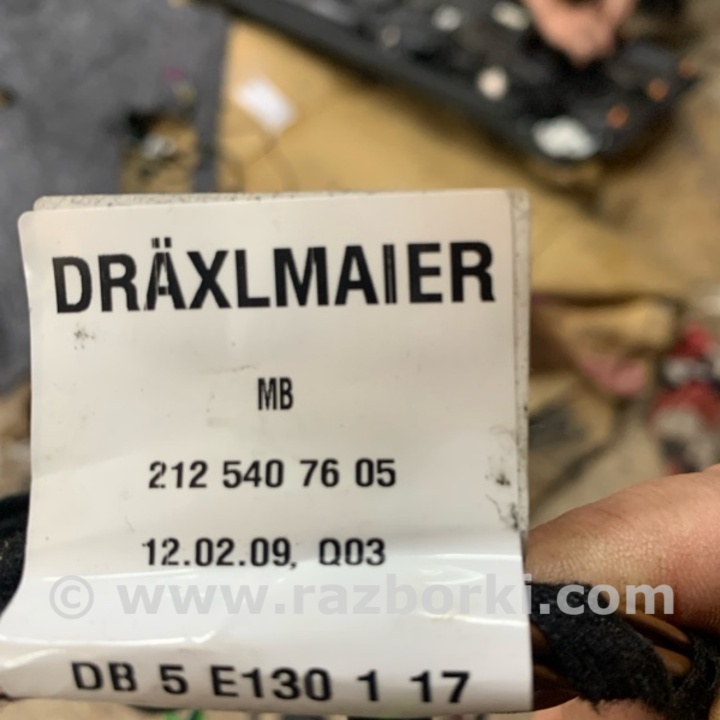 DRÄXLMAIER
MB
212 540 76 05
12.02.09, Q03
© www.razborki.com
DB 5 E130 1 17